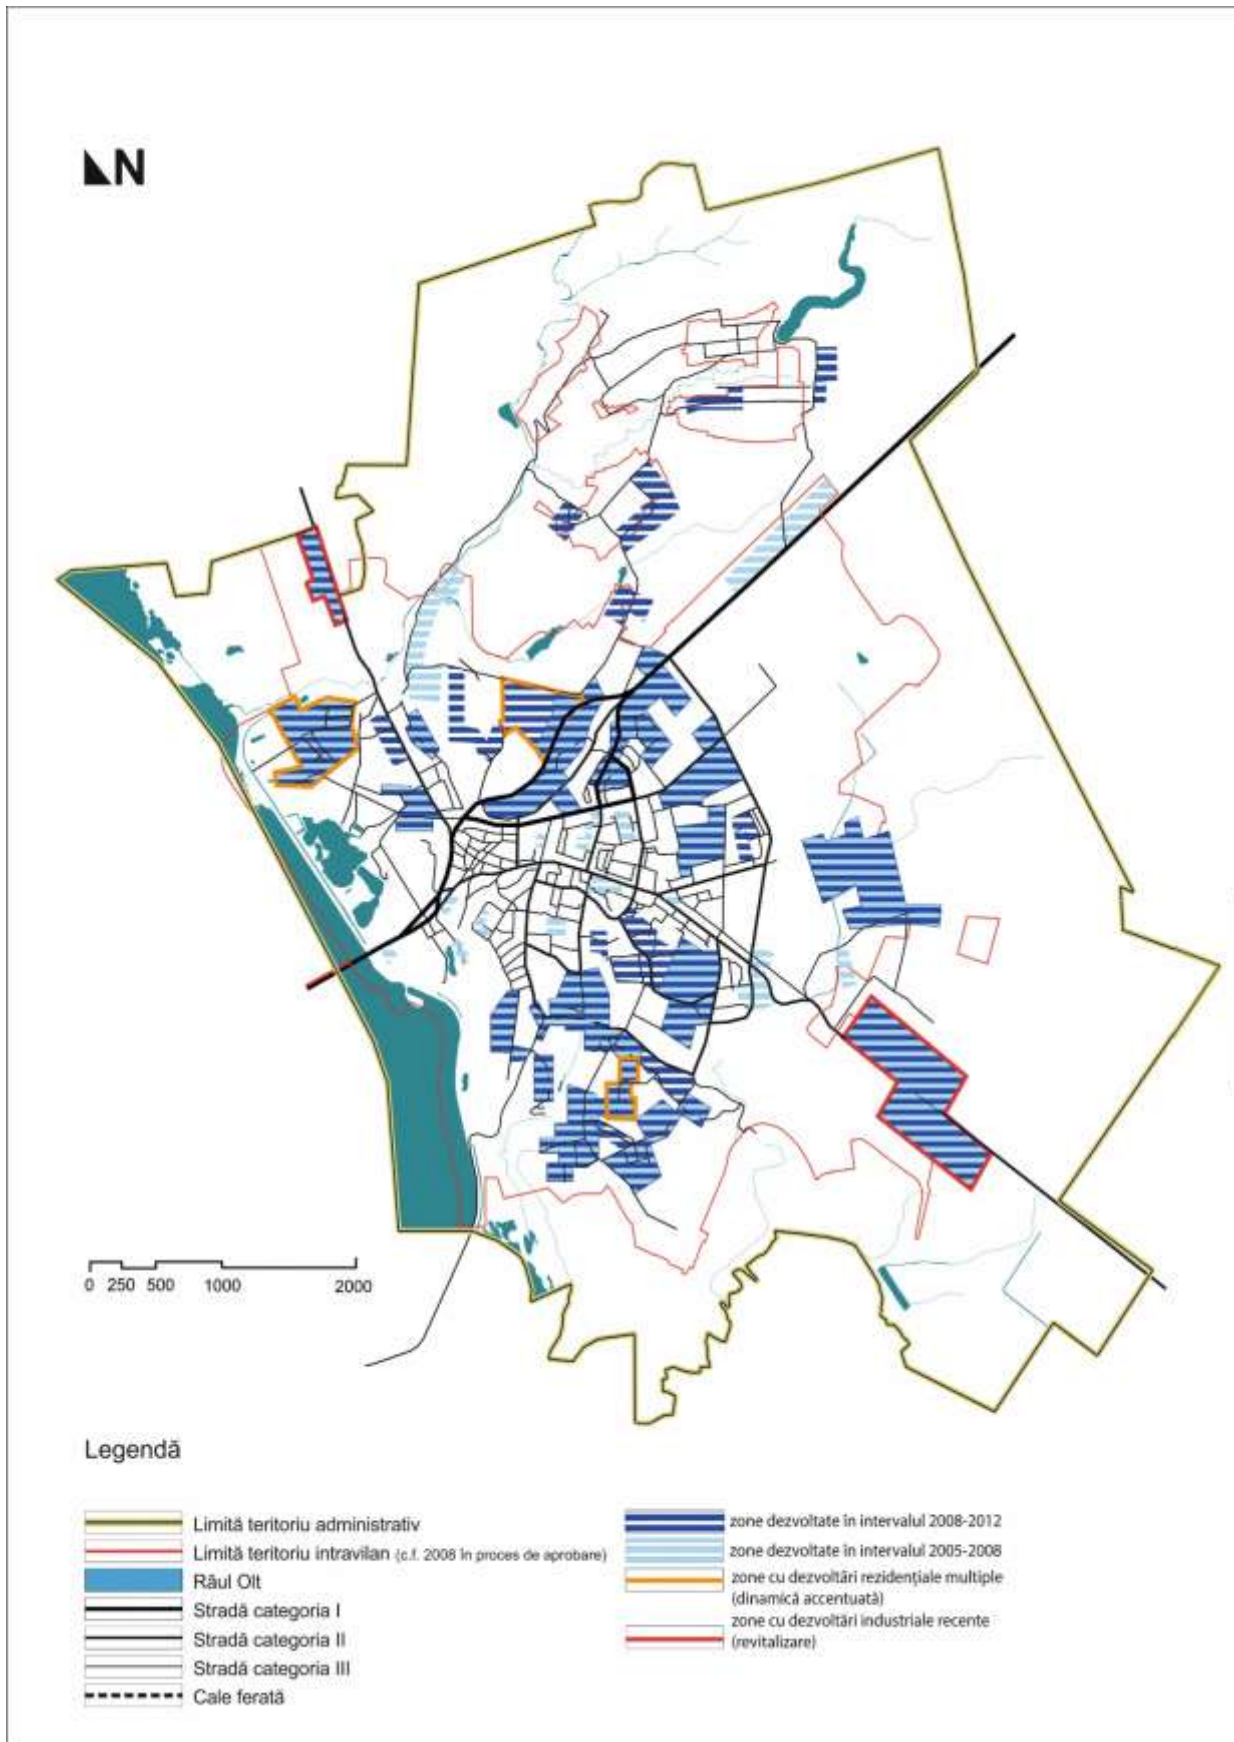 N
0 250 500 1000 2000
Legendă
Limită teritoriu administrativ
Limită teritoriu intravilan (c.f. 2008 în proces de aprobare)
Râul Olt
Stradă categoria I
Stradă categoria II
Stradă categoria III
Cale ferată
zone dezvoltate în intervalul 2008-2012
zone dezvoltate în intervalul 2005-2008
zone cu dezvoltări rezidențiale multiple
(dinamică accentuată)
zone cu dezvoltări industriale recente
(revitalizare)